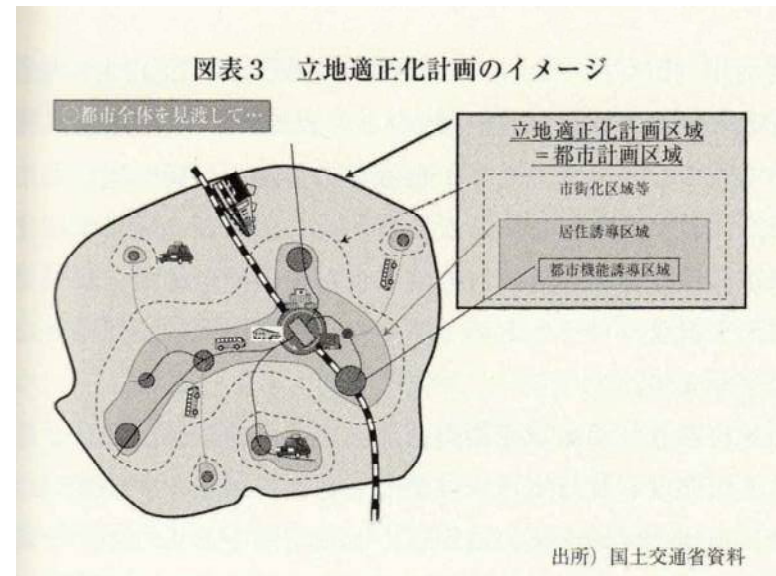 図表3 立地適正化計画のイメージ
○都市全体を見渡して…
立地適正化計画区域
=都市計画区域
市街化区域等
居住誘導区域
都市機能誘導区域
出所）国土交通省資料